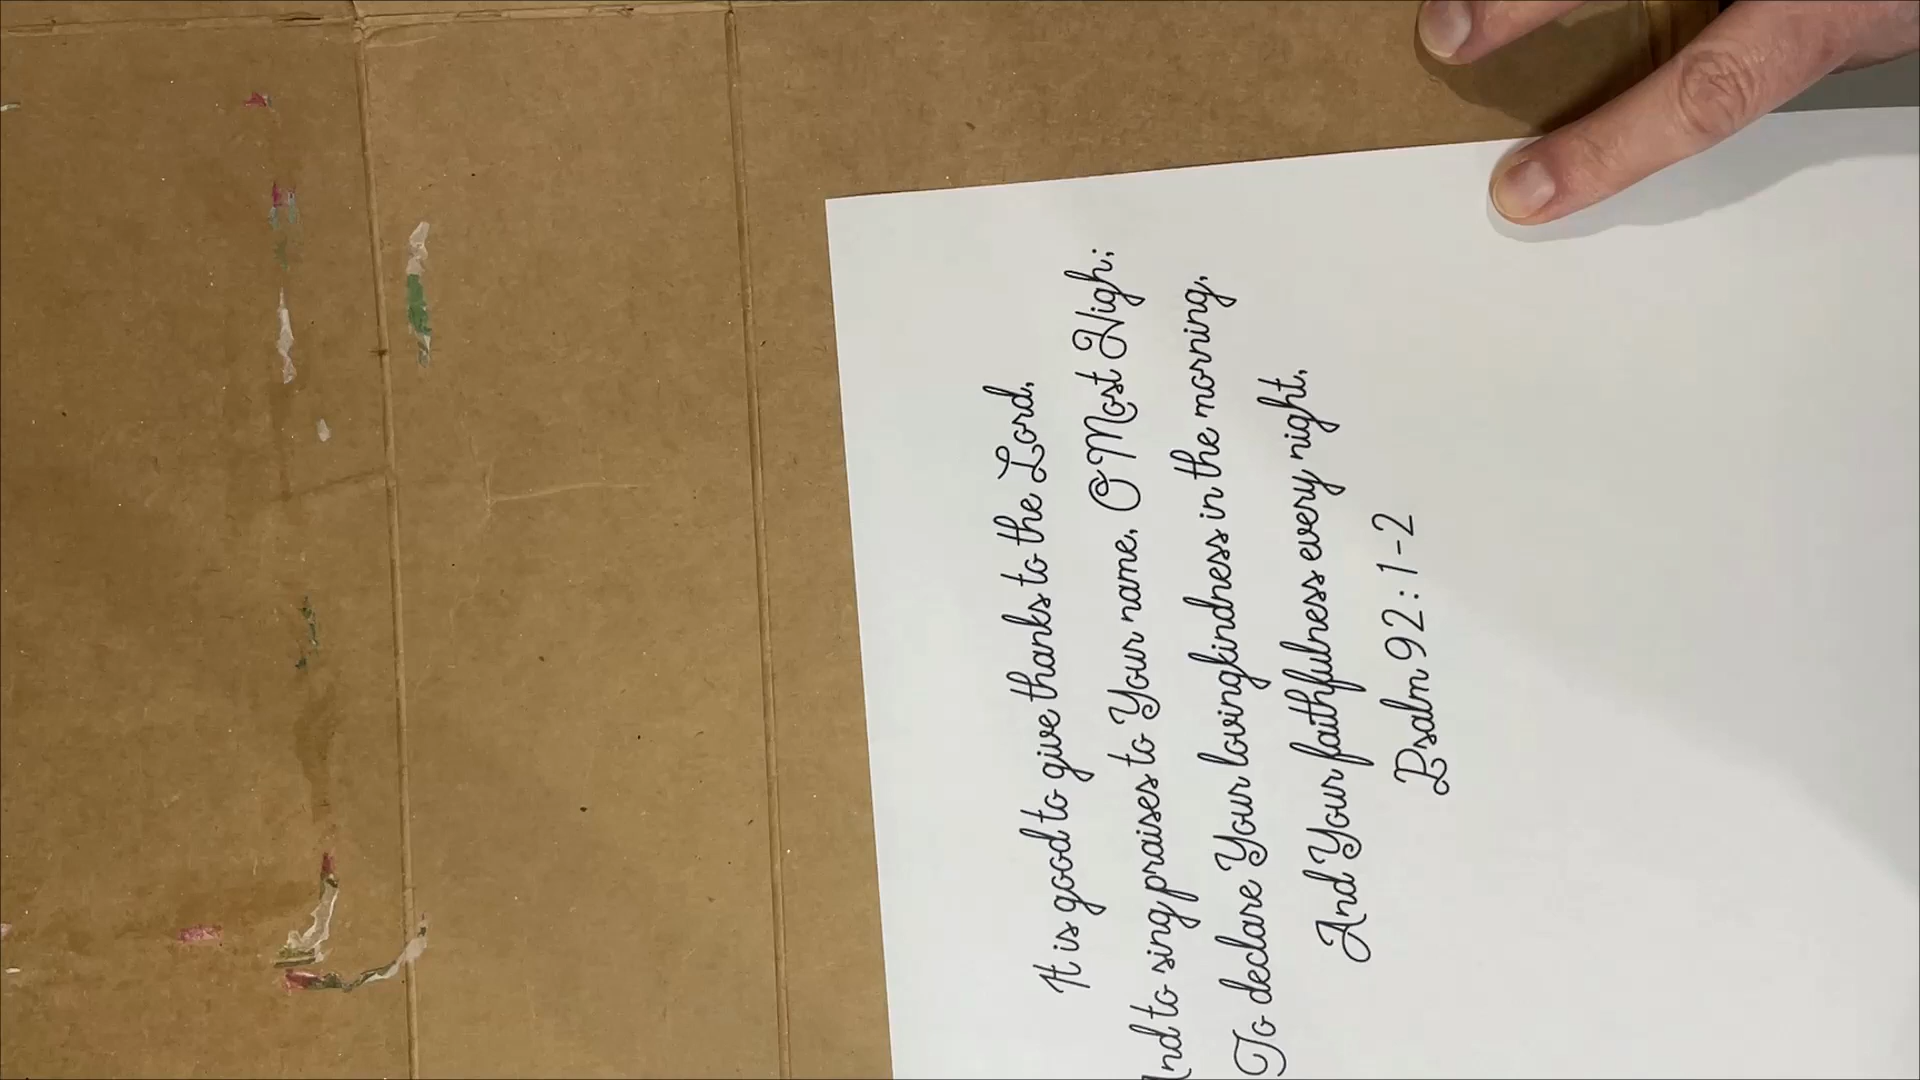 It is good to give thanks to the Lord,
And to sing praises to Your name, O Most High;
To declare Your lovingkindness in the morning,
And Your faithfulness every night,
Psalm 92:1-2